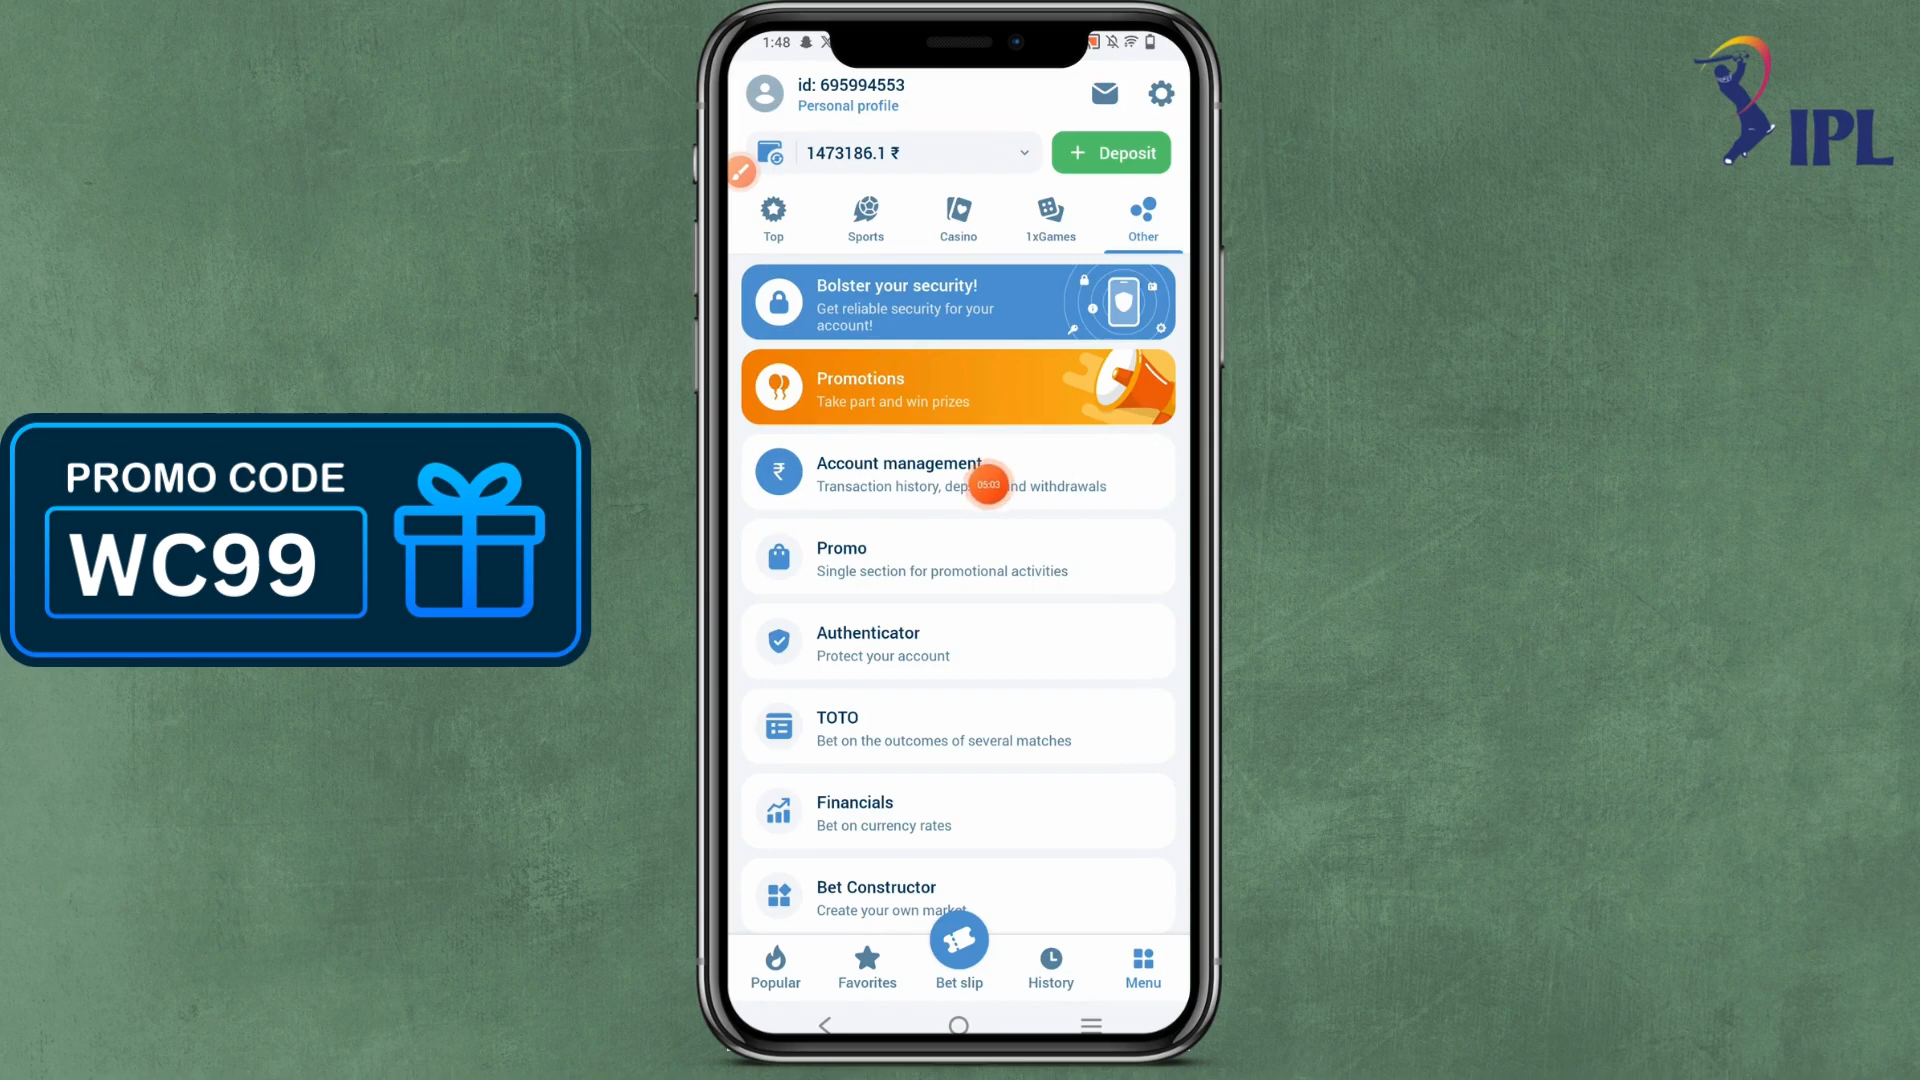 1:48
id: 695994553
Personal profile
1473186.1 ₹
+ Deposit
Top
Sports
Casino
1xGames
Other
Bolster your security!
Get reliable security for your
account!
Promotions
Take part and win prizes
₹
Account management
Transaction history, dep
nd withdrawals
05:03
Promo
Single section for promotional activities
Authenticator
Protect your account
TOTO
Bet on the outcomes of several matches
Financials
Bet on currency rates
Bet Constructor
Create your own market
Popular
Favorites
Bet slip
History
Menu
PROMO CODE
WC99
IPL